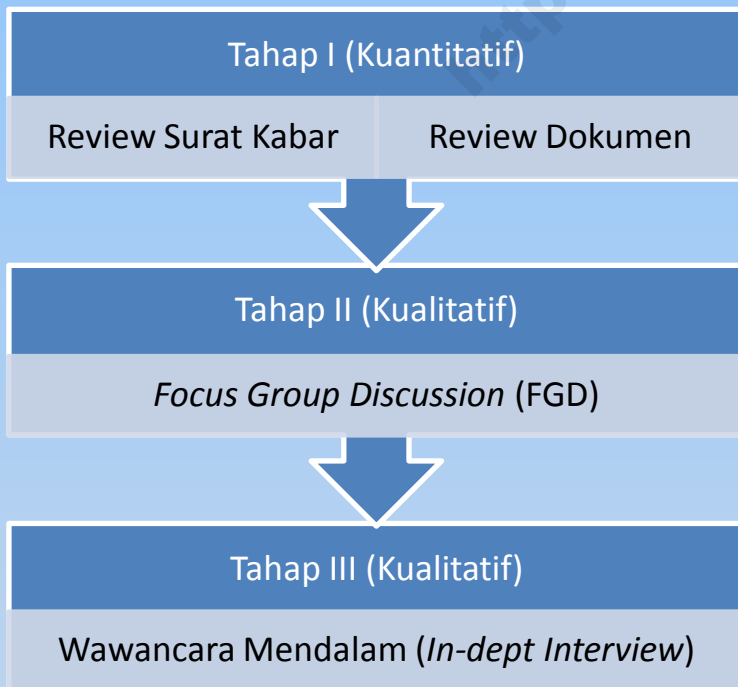 http
Tahap I (Kuantitatif)
Review Surat Kabar
Review Dokumen
Tahap II (Kualitatif)
Focus Group Discussion (FGD)
Tahap III (Kualitatif)
Wawancara Mendalam (In-dept Interview)